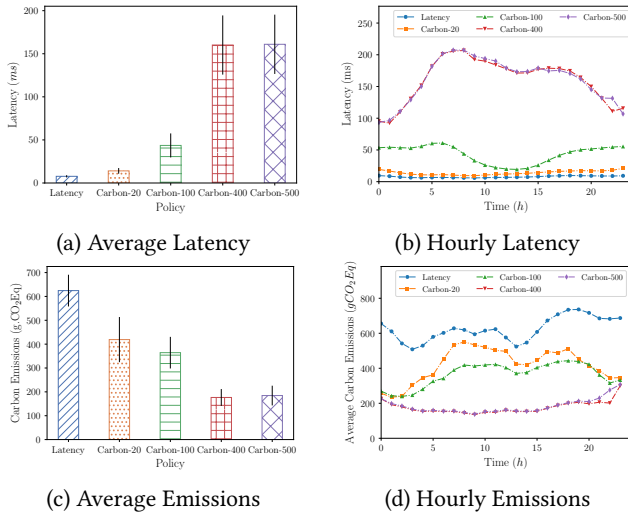 200
150
100
50
0
Latency (ms)
Latency Carbon-20 Carbon-100 Carbon-400 Carbon-500
Policy
(a) Average Latency
Latency Carbon-100 Carbon-500
Carbon-20 Carbon-400
250
200
150
100
50
0
Latency (ms)
0 5 10 15 20
Time (h)
(b) Hourly Latency
700
600
500
400
300
200
100
0
Carbon Emissions (g.CO₂Eq)
Latency Carbon-20 Carbon-100 Carbon-400 Carbon-500
Policy
(c) Average Emissions
Latency Carbon-100 Carbon-500
Carbon-20 Carbon-400
800
600
400
200
0
Average Carbon Emissions (gCO₂Eq)
0 5 10 15 20
Time (h)
(d) Hourly Emissions